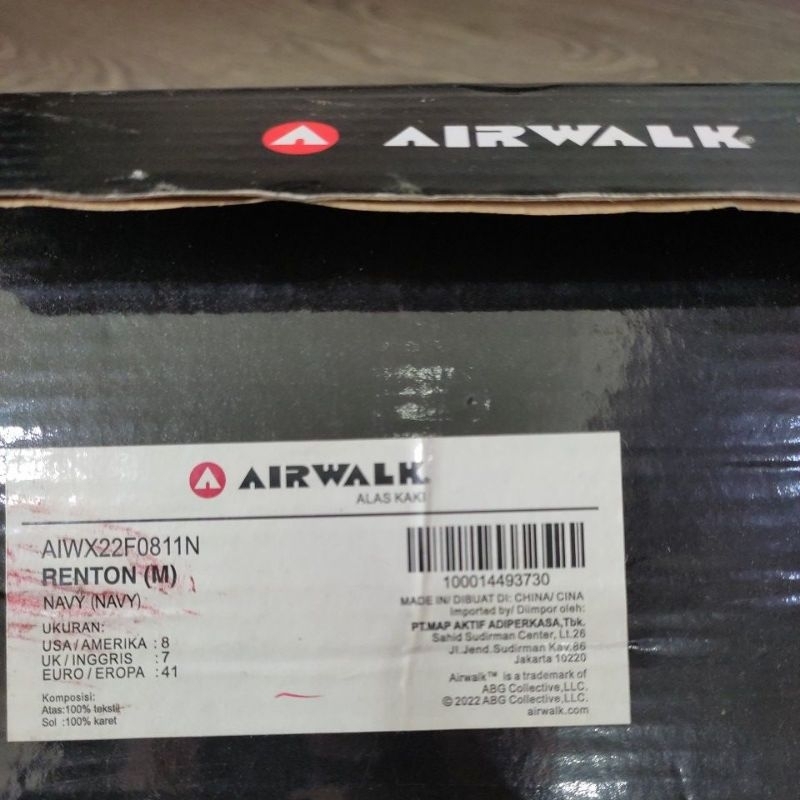 AIRWALK
AIRWALK
ALAS KAKI
AIWX22F0811N
RENTON (M)
NAVY (NAVY)
UKURAN:
USA / AMERIKA : 8
UK / INGGRIS : 7
EURO / EROPA : 41
Komposisi:
Atas:100% tekstil
Sol :100% karet
100014493730
MADE IN/ DIBUAT DI: CHINA/ CINA
Imported by/ Diimpor oleh:
PT.MAP AKTIF ADIPERKASA,Tbk.
Sahid Sudirman Center, Lt.26
Jl.Jend.Sudirman Kav.86
Jakarta 10220
Airwalk™ is a trademark of
ABG Collective,LLC.
© 2022 ABG Collective,LLC.
airwalk.com